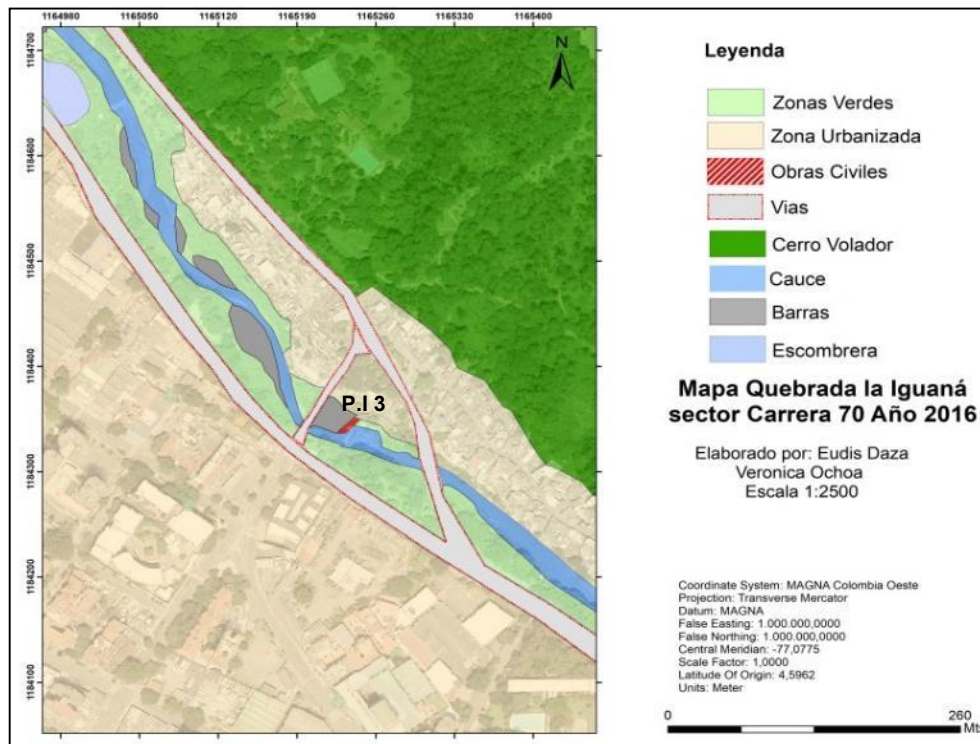 1164980 1165050 1165120 1165190 1165260 1165330 1165400
1184700
1184600
1184500
1184400
1184300
1184200
1184100
N
P.I 3
Leyenda
Zonas Verdes
Zona Urbanizada
Obras Civiles
Vias
Cerro Volador
Cauce
Barras
Escombrera
Mapa Quebrada la Iguaná
sector Carrera 70 Año 2016
Elaborado por: Eudis Daza
Veronica Ochoa
Escala 1:2500
Coordinate System: MAGNA Colombia Oeste
Projection: Transverse Mercator
Datum: MAGNA
False Easting: 1.000.000,0000
False Northing: 1.000.000,0000
Central Meridian: -77,0775
Scale Factor: 1,0000
Latitude Of Origin: 4,5962
Units: Meter
0 260
Mts